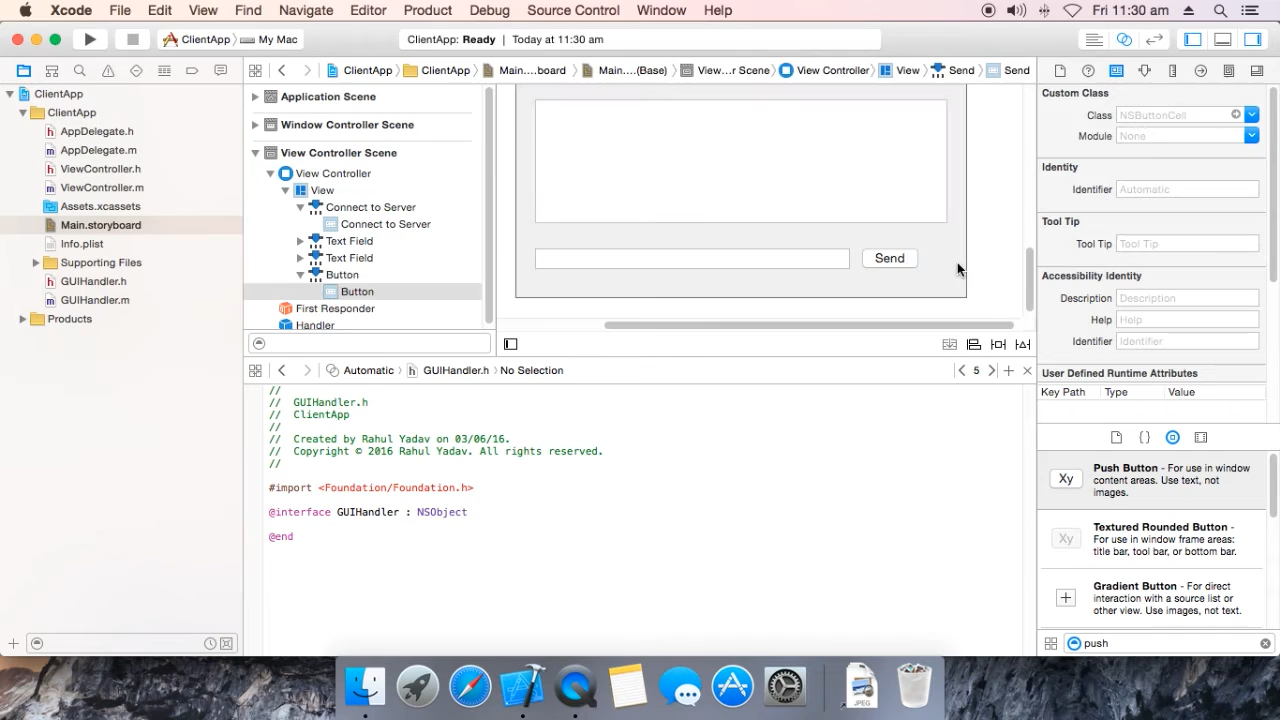 Xcode File Edit View Find Navigate Editor Product Debug Source Control Window Help Fri 11:30 am
ClientApp My Mac ClientApp: Ready | Today at 11:30 am
ClientApp ClientApp Main....board Main....(Base) View...r Scene View Controller View Send Send
ClientApp
ClientApp
AppDelegate.h
AppDelegate.m
ViewController.h
ViewController.m
Assets.xcassets
Main.storyboard
Info.plist
Supporting Files
GUIHandler.h
GUIHandler.m
Products
Application Scene
Window Controller Scene
View Controller Scene
View Controller
View
Connect to Server
Connect to Server
Text Field
Text Field
Button
Button
First Responder
Handler
Send
Automatic GUIHandler.h No Selection
5
//
// GUIHandler.h
// ClientApp
//
// Created by Rahul Yadav on 03/06/16.
// Copyright © 2016 Rahul Yadav. All rights reserved.
//
#import <Foundation/Foundation.h>
@interface GUIHandler : NSObject
@end
Custom Class
Class NSButtonCell
Module None
Identity
Identifier Automatic
Tool Tip
Tool Tip Tool Tip
Accessibility Identity
Description Description
Help Help
Identifier Identifier
User Defined Runtime Attributes
Key Path Type Value
Xy
Push Button - For use in window
content areas. Use text, not
images.
Xy
Textured Rounded Button -
For use in window frame areas:
title bar, tool bar, or bottom bar.
Gradient Button - For direct
interaction with a source list or
other view. Use images, not text.
push
JPEG